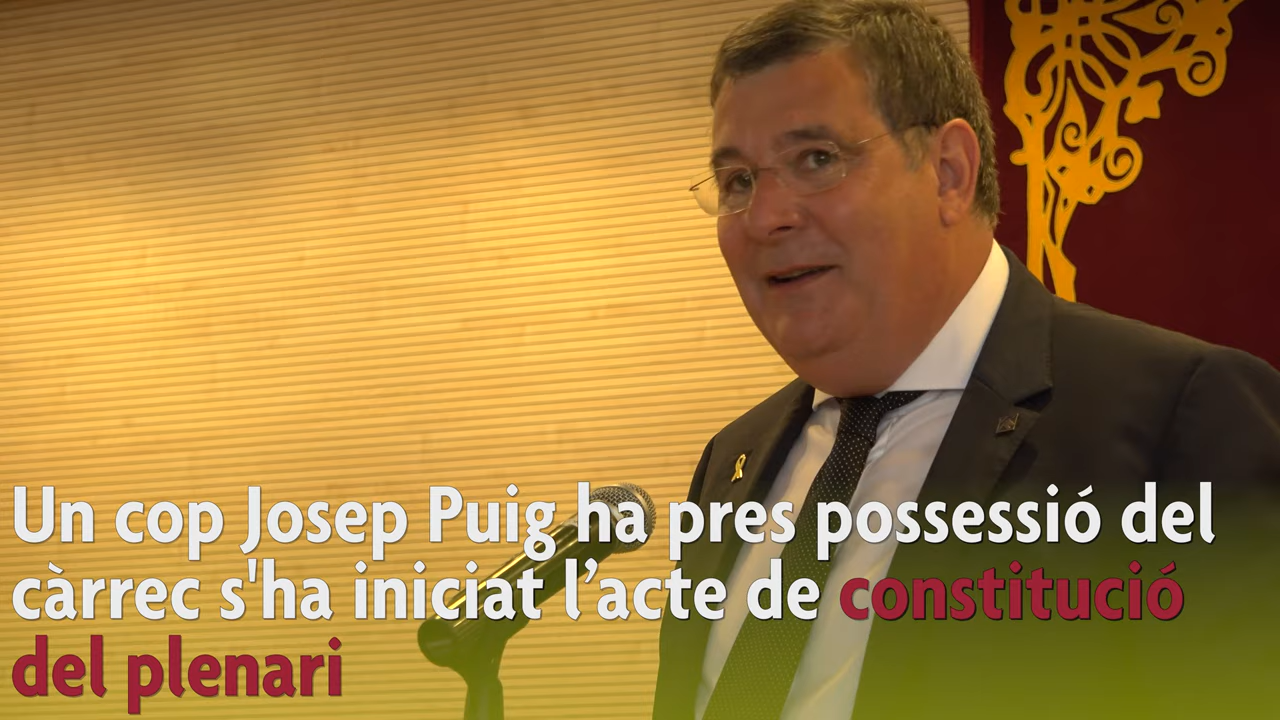 Un cop Josep Puig ha pres possessió del
càrrec s'ha iniciat l’acte de constitució
del plenari